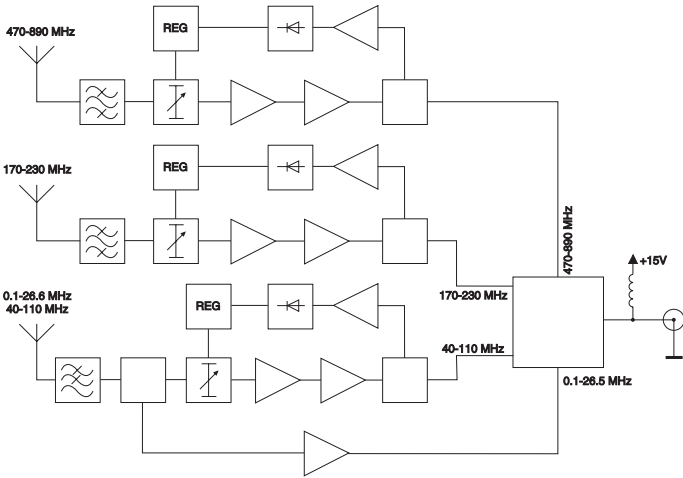 470-890 MHz
REG
170-230 MHz
REG
470-890 MHz
+15V
0.1-26.6 MHz
40-110 MHz
REG
170-230 MHz
40-110 MHz
0.1-26.5 MHz